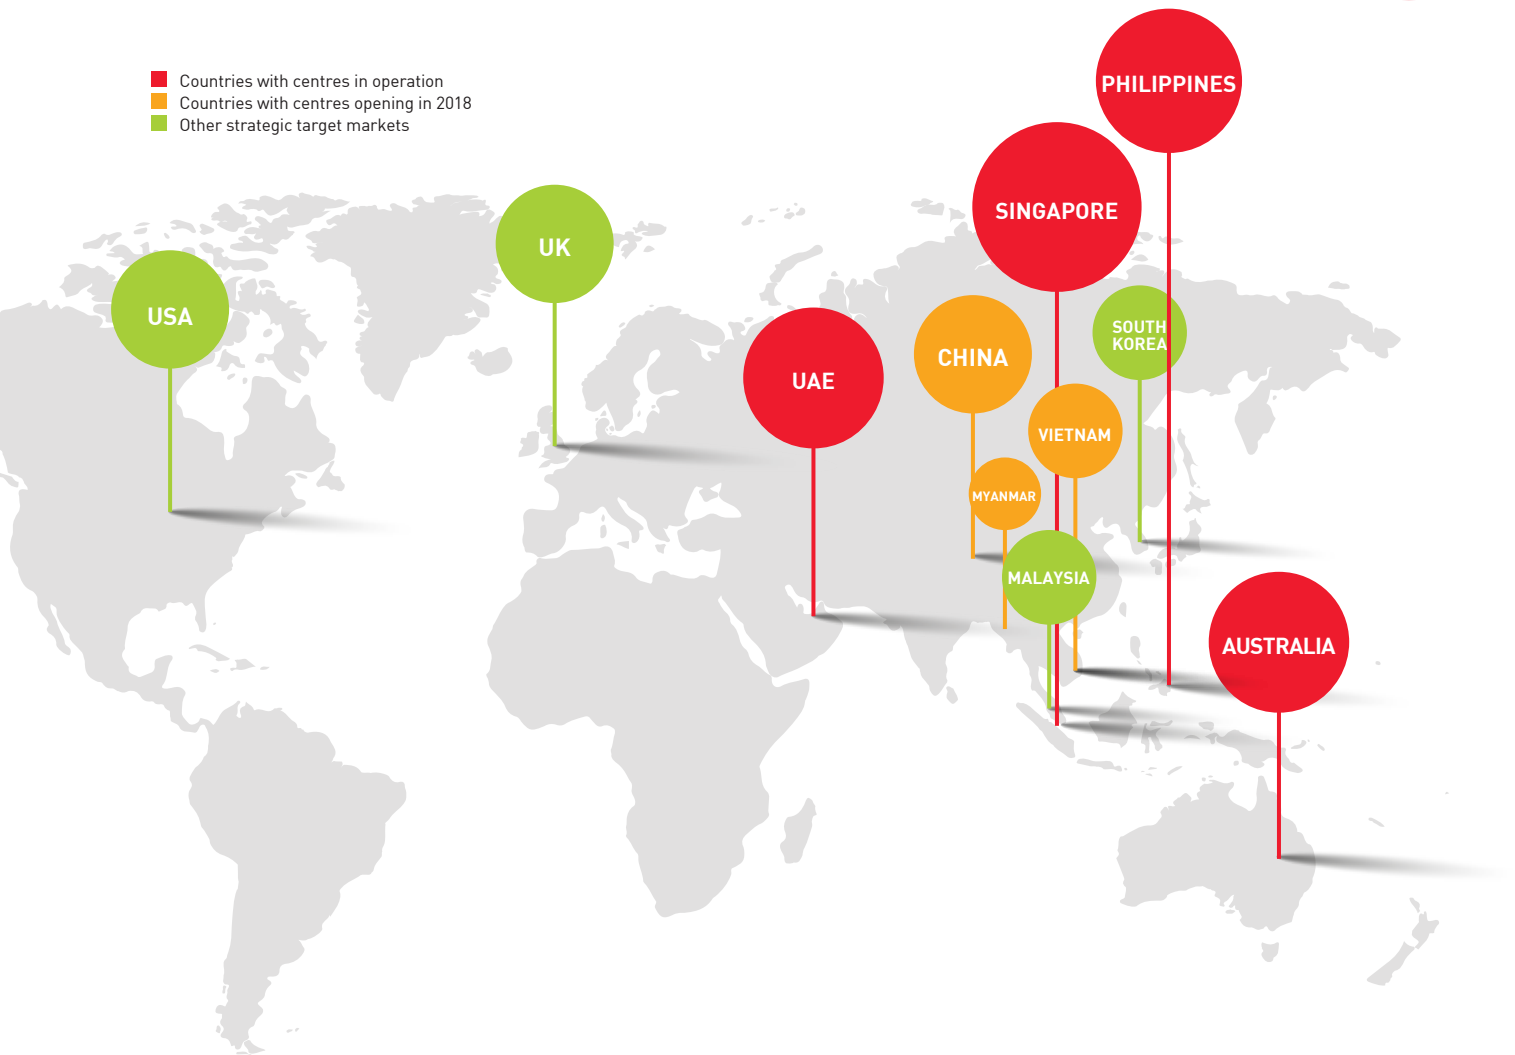 Countries with centres in operation
Countries with centres opening in 2018
Other strategic target markets
PHILIPPINES
SINGAPORE
UK
USA
SOUTH
KOREA
CHINA
UAE
VIETNAM
MYANMAR
MALAYSIA
AUSTRALIA